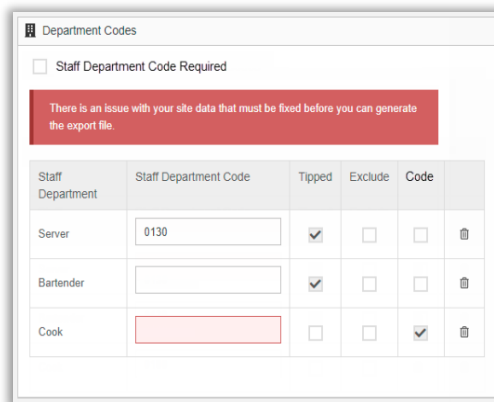 Department Codes
Staff Department Code Required
There is an issue with your site data that must be fixed before you can generate
the export file.
Staff Department Staff Department Code Tipped Exclude Code
Server 0130
Bartender
Cook